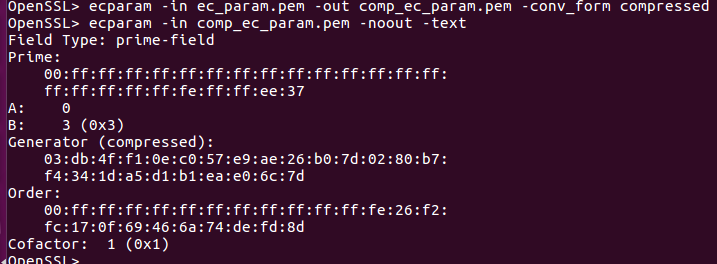 OpenSSL> ecparam -in ec_param.pem -out comp_ec_param.pem -conv_form compressed
OpenSSL> ecparam -in comp_ec_param.pem -noout -text
Field Type: prime-field
Prime:
    00:ff:ff:ff:ff:ff:ff:ff:ff:ff:ff:ff:ff:ff:ff:
    ff:ff:ff:ff:ff:fe:ff:ff:ee:37
A:    0
B:    3 (0x3)
Generator (compressed):
    03:db:4f:f1:0e:c0:57:e9:ae:26:b0:7d:02:80:b7:
    f4:34:1d:a5:d1:b1:ea:e0:6c:7d
Order:
    00:ff:ff:ff:ff:ff:ff:ff:ff:ff:ff:ff:fe:26:f2:
    fc:17:0f:69:46:6a:74:de:fd:8d
Cofactor:  1 (0x1)
OpenSSL>